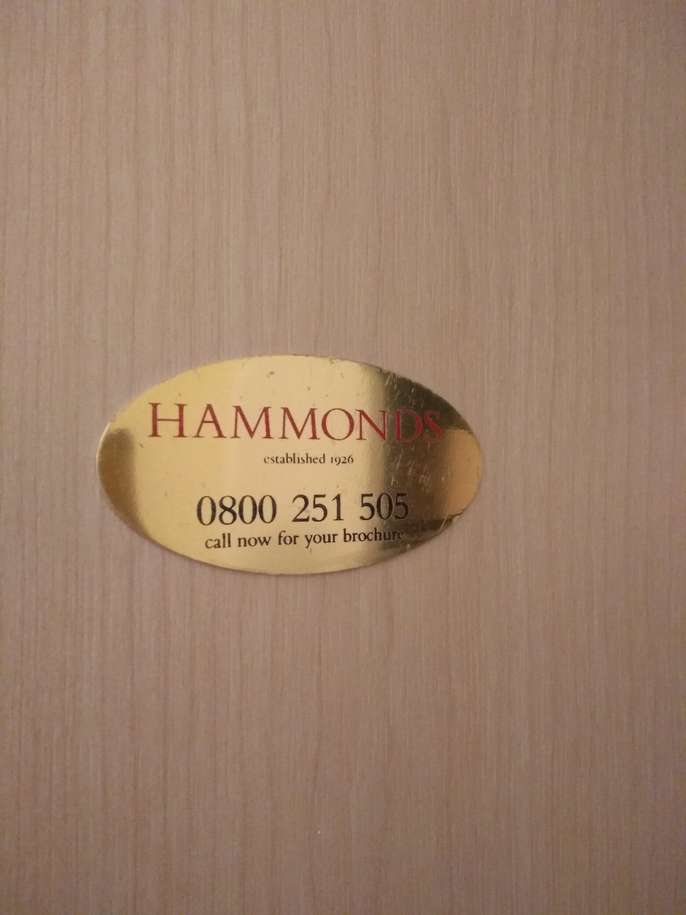 HAMMONDS
established 1926
0800 251 505
call now for your brochure